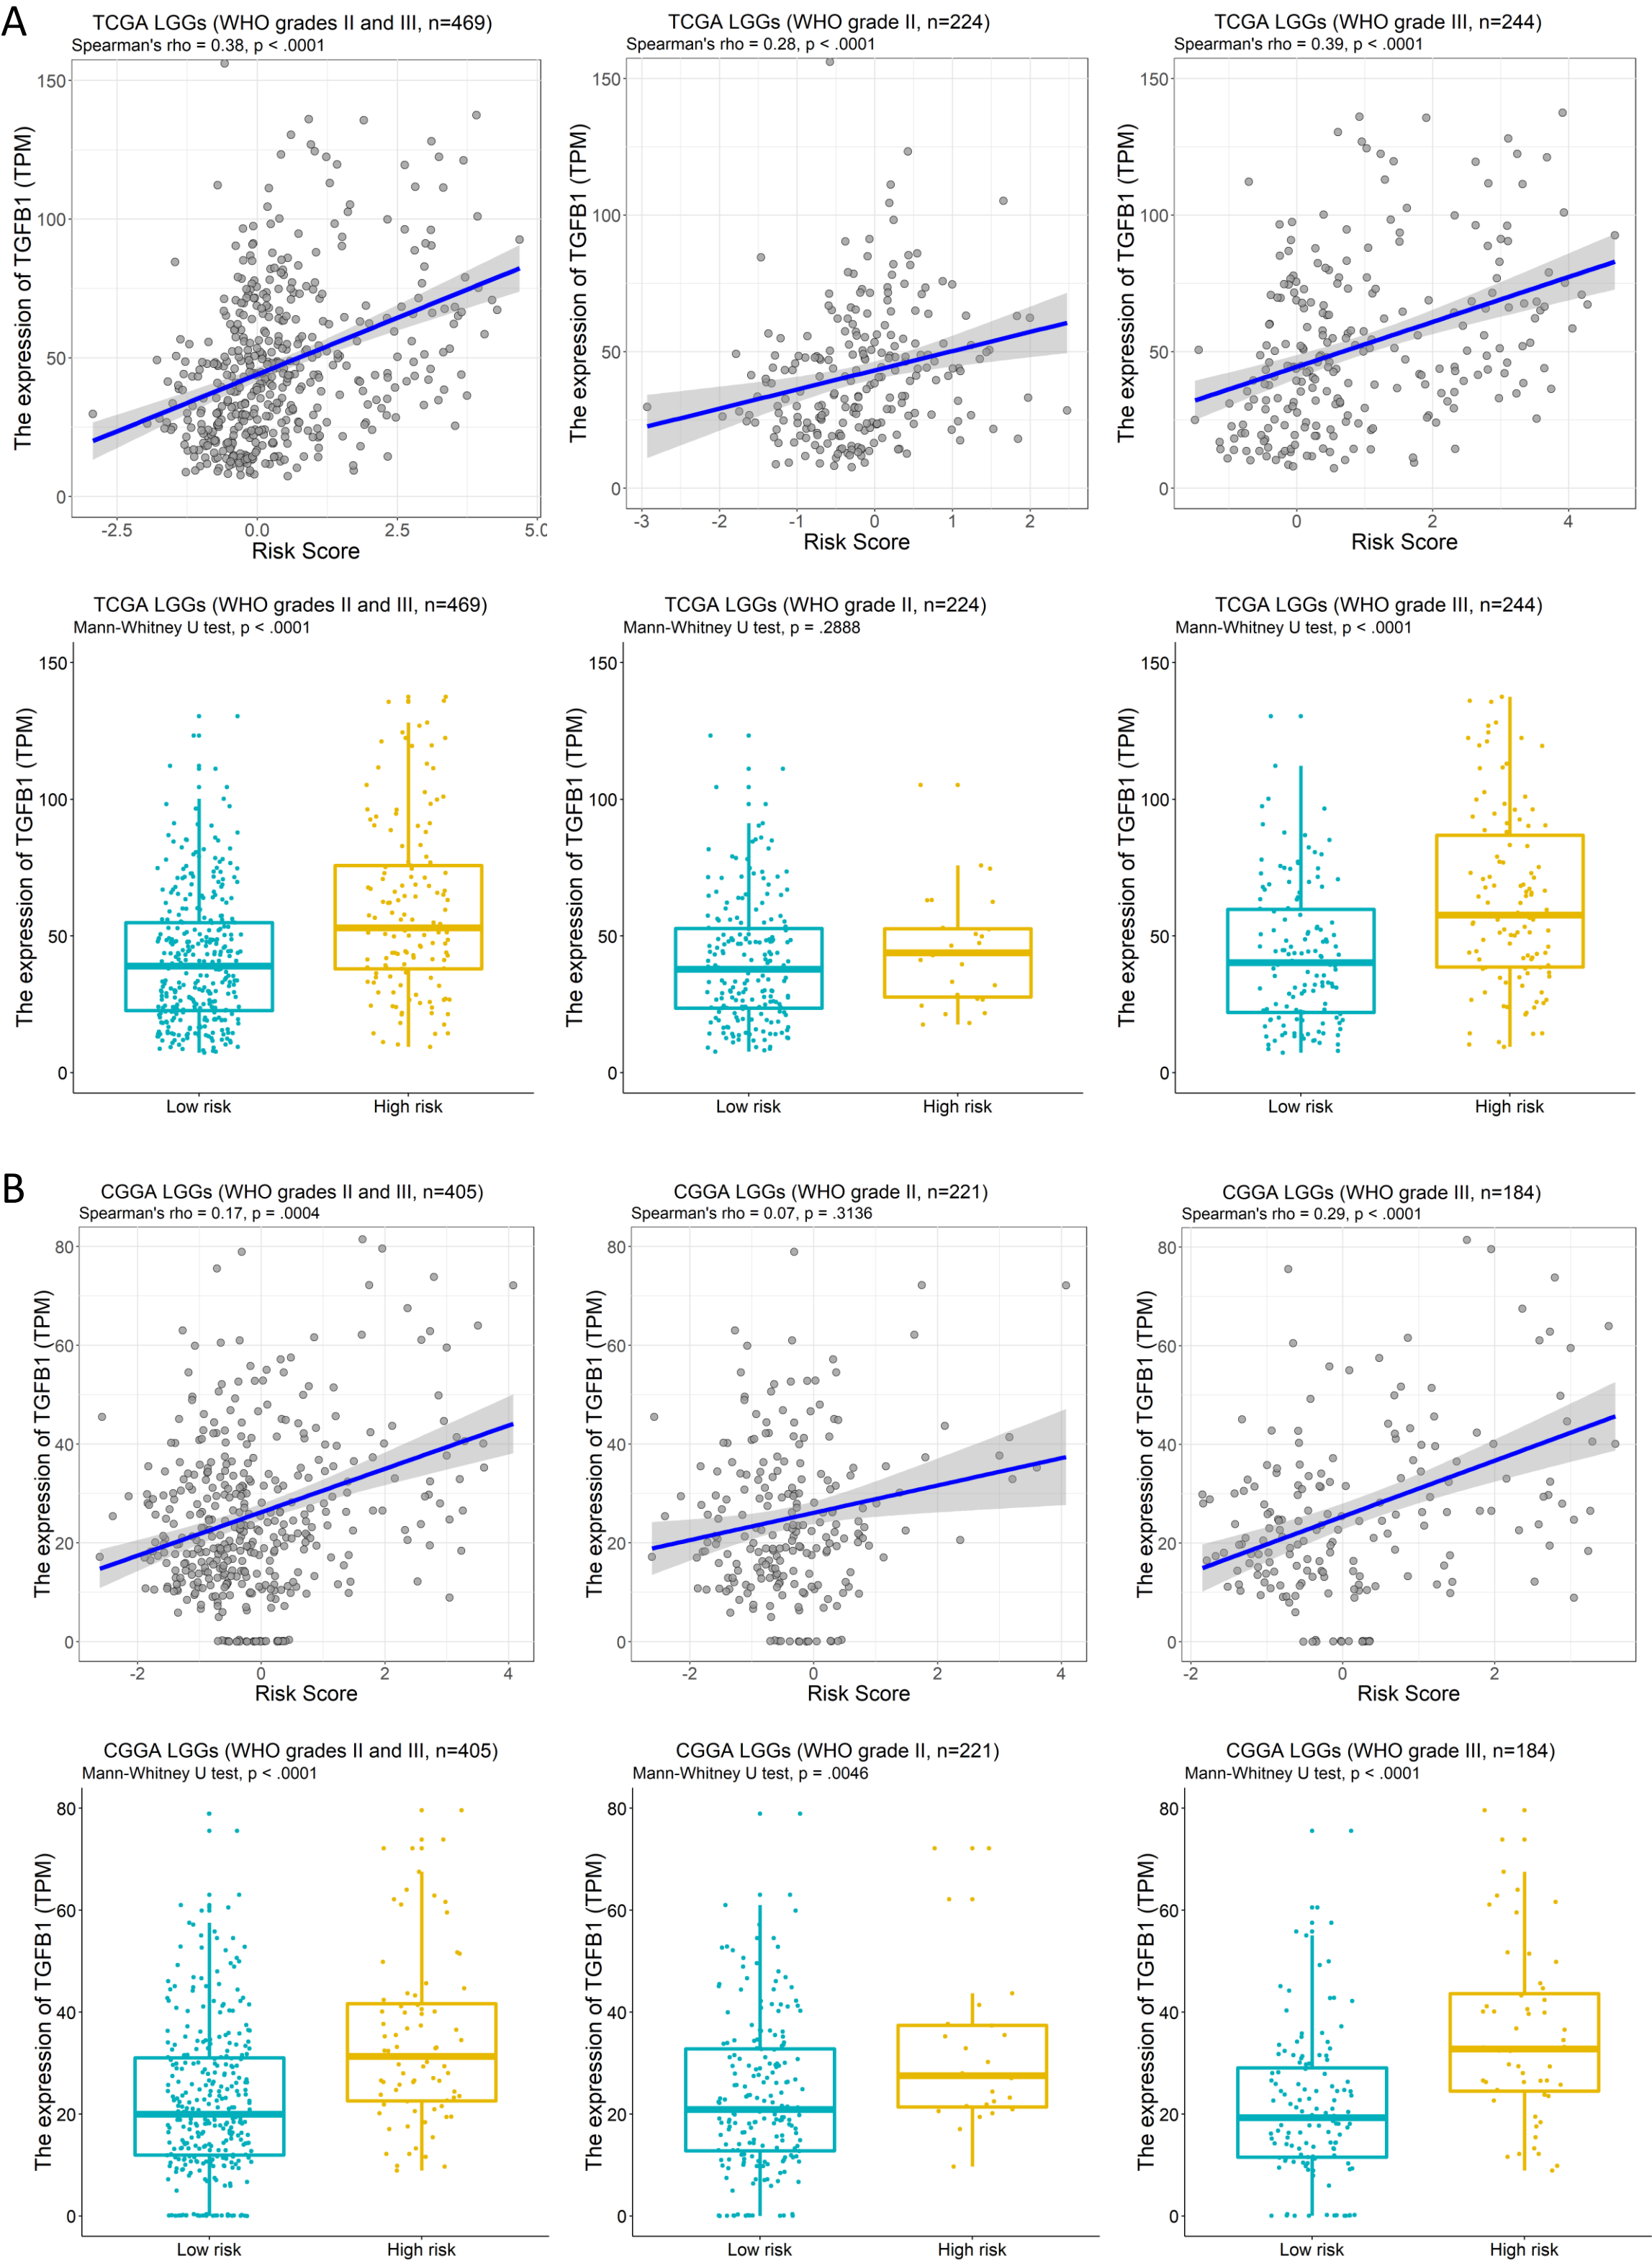 A
TCGA LGGs (WHO grades II and III, n=469)
Spearman's rho = 0.38, p < .0001
The expression of TGFB1 (TPM)
150
100
50
0
-2.5
0.0
2.5
5.0
Risk Score
TCGA LGGs (WHO grade II, n=224)
Spearman's rho = 0.28, p < .0001
The expression of TGFB1 (TPM)
150
100
50
0
-3
-2
-1
0
1
2
Risk Score
TCGA LGGs (WHO grade III, n=244)
Spearman's rho = 0.39, p < .0001
The expression of TGFB1 (TPM)
150
100
50
0
0
2
4
Risk Score
TCGA LGGs (WHO grades II and III, n=469)
Mann-Whitney U test, p < .0001
The expression of TGFB1 (TPM)
150
100
50
0
Low risk
High risk
TCGA LGGs (WHO grade II, n=224)
Mann-Whitney U test, p = .2888
The expression of TGFB1 (TPM)
150
100
50
0
Low risk
High risk
TCGA LGGs (WHO grade III, n=244)
Mann-Whitney U test, p < .0001
The expression of TGFB1 (TPM)
150
100
50
0
Low risk
High risk
B
CGGA LGGs (WHO grades II and III, n=405)
Spearman's rho = 0.17, p = .0004
The expression of TGFB1 (TPM)
80
60
40
20
0
-2
0
2
4
Risk Score
CGGA LGGs (WHO grade II, n=221)
Spearman's rho = 0.07, p = .3136
The expression of TGFB1 (TPM)
80
60
40
20
0
-2
0
2
4
Risk Score
CGGA LGGs (WHO grade III, n=184)
Spearman's rho = 0.29, p < .0001
The expression of TGFB1 (TPM)
80
60
40
20
0
-2
0
2
Risk Score
CGGA LGGs (WHO grades II and III, n=405)
Mann-Whitney U test, p < .0001
The expression of TGFB1 (TPM)
80
60
40
20
0
Low risk
High risk
CGGA LGGs (WHO grade II, n=221)
Mann-Whitney U test, p = .0046
The expression of TGFB1 (TPM)
80
60
40
20
0
Low risk
High risk
CGGA LGGs (WHO grade III, n=184)
Mann-Whitney U test, p < .0001
The expression of TGFB1 (TPM)
80
60
40
20
0
Low risk
High risk